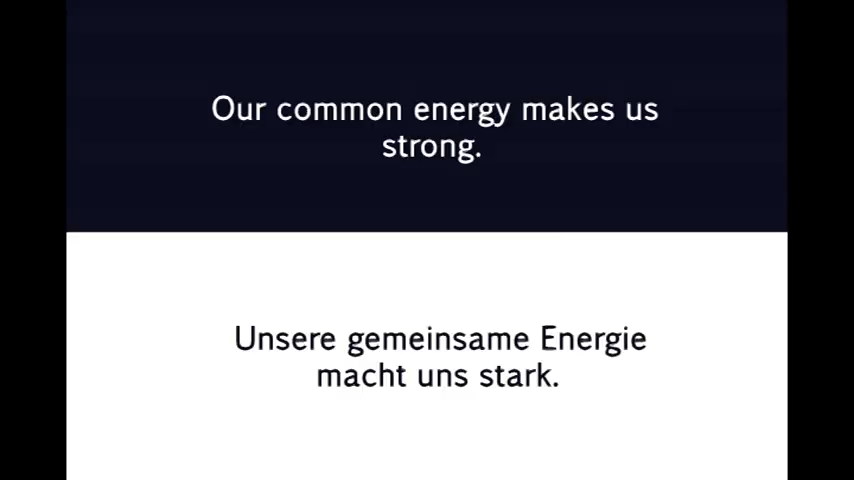 Our common energy makes us
strong.
Unsere gemeinsame Energie
macht uns stark.